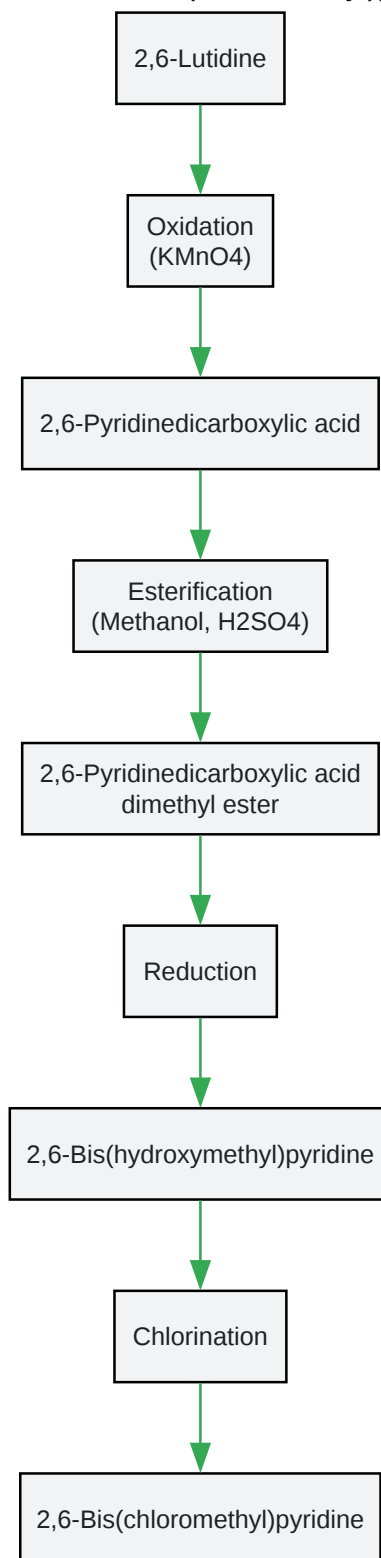 2,6-Lutidine
Oxidation
(KMnO4)
2,6-Pyridinedicarboxylic acid
Esterification
(Methanol, H2SO4)
2,6-Pyridinedicarboxylic acid
dimethyl ester
Reduction
2,6-Bis(hydroxymethyl)pyridine
Chlorination
2,6-Bis(chloromethyl)pyridine